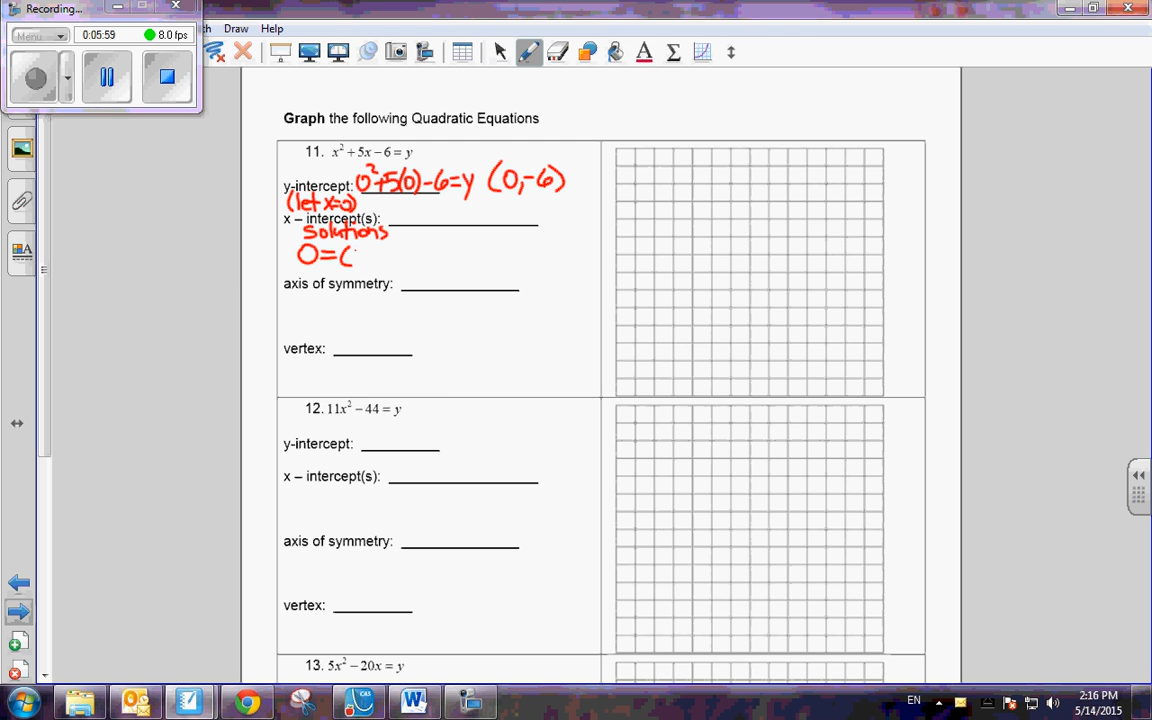 Recording...
Menu 0:05:59 8.0 fps
th Draw Help
Graph the following Quadratic Equations
11. x² + 5x − 6 = y
y-intercept: 0²+5(0)-6=y (0,-6)
(let x=0)
x – intercept(s):
solutions
0=(
axis of symmetry:
vertex:
12. 11x² − 44 = y
y-intercept:
x – intercept(s):
axis of symmetry:
vertex:
13. 5x² − 20x = y
CAS
EN
2:16 PM
5/14/2015